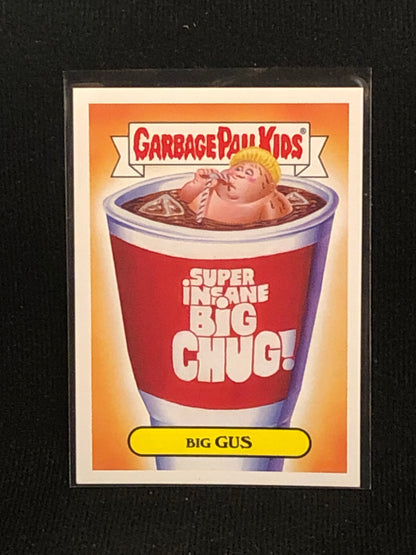 GARBAGE PAIL KIDS®
SUPER
iNSANE
BiG
CHUG!
BIG GUS